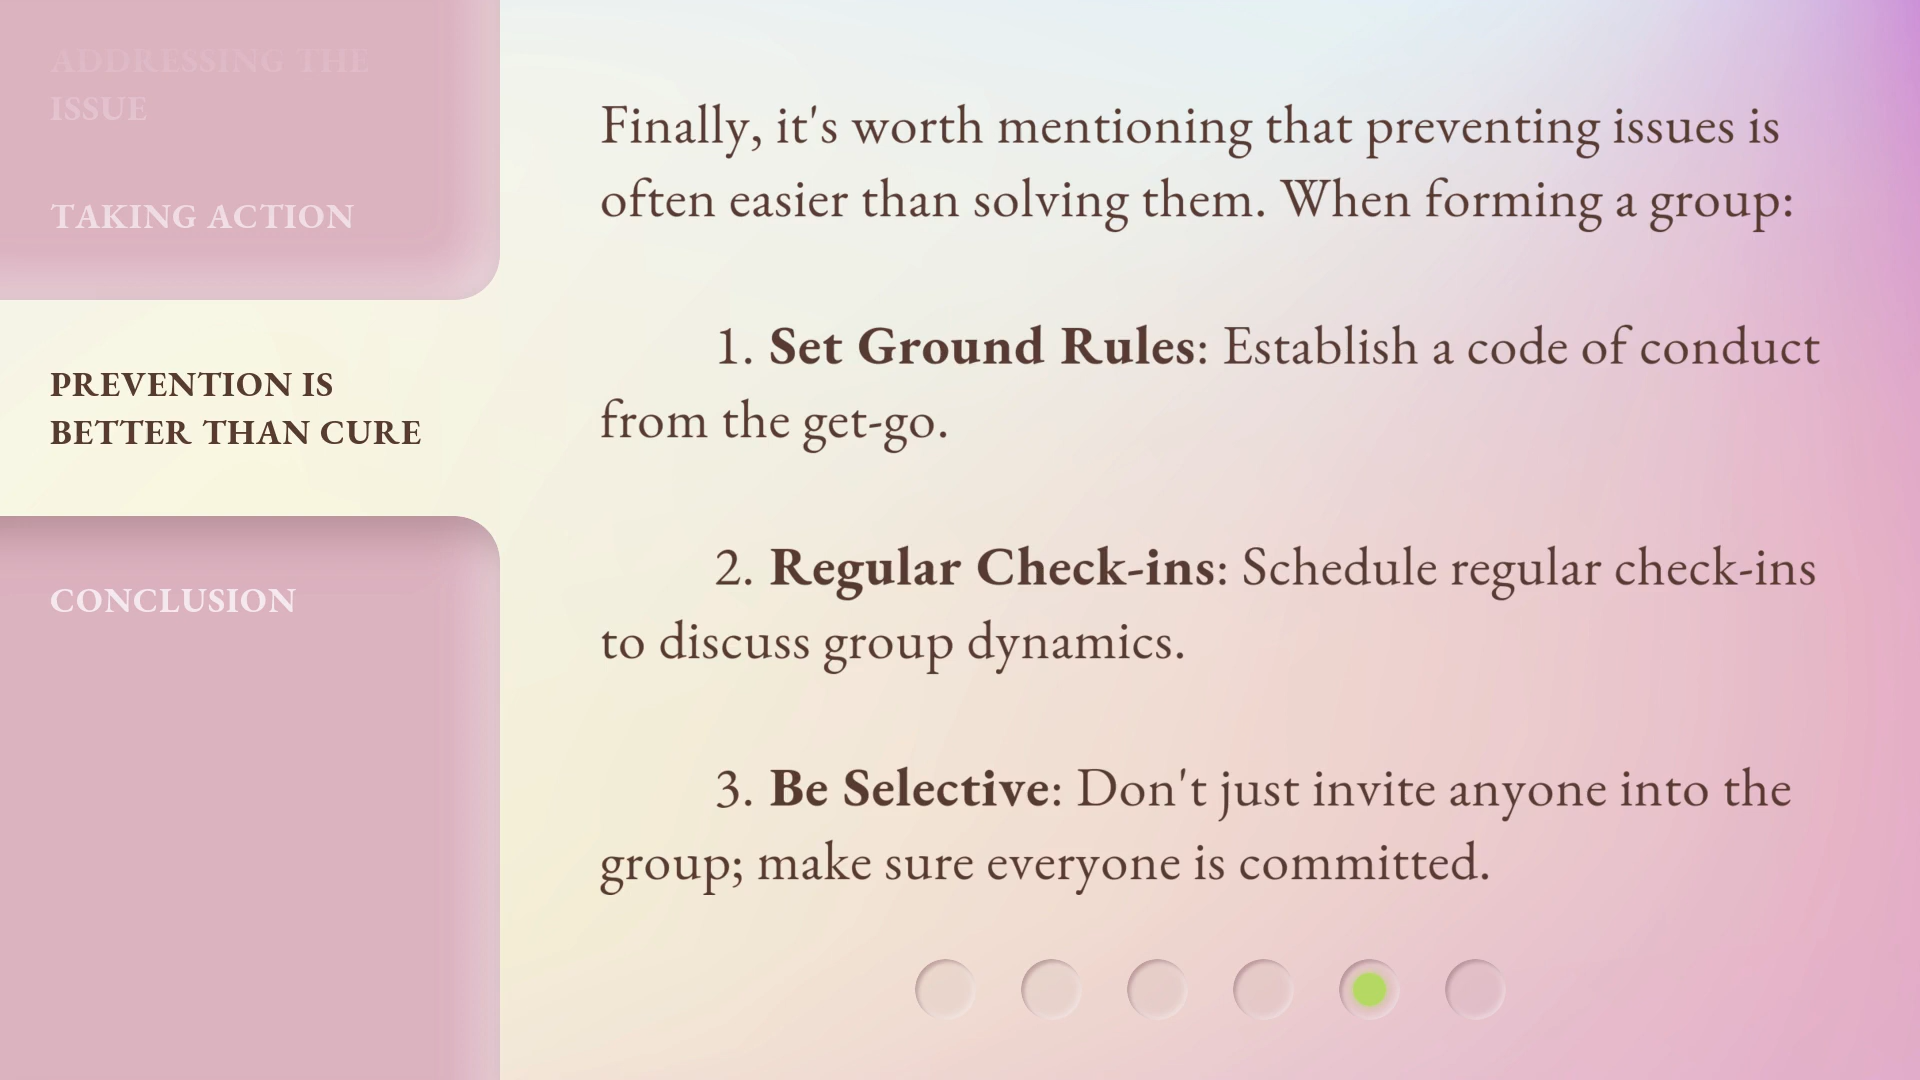 ADDRESSING THE
ISSUE
TAKING ACTION
PREVENTION IS
BETTER THAN CURE
CONCLUSION
Finally, it's worth mentioning that preventing issues is
often easier than solving them. When forming a group:
1. Set Ground Rules: Establish a code of conduct
from the get-go.
2. Regular Check-ins: Schedule regular check-ins
to discuss group dynamics.
3. Be Selective: Don't just invite anyone into the
group; make sure everyone is committed.